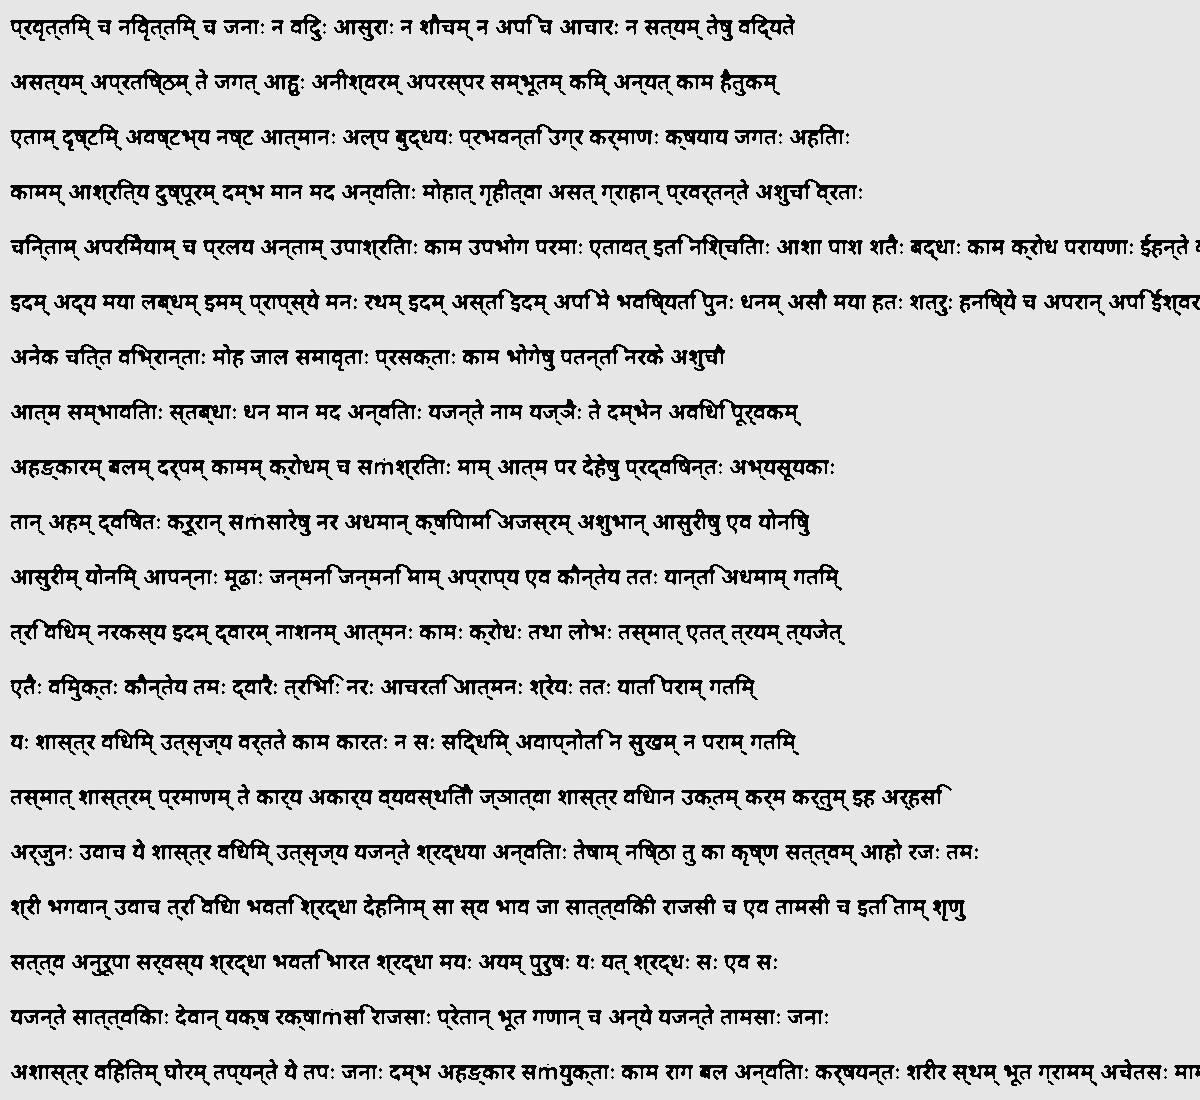 प्रवृत्तिम् च निवृत्तिम् च जनाः न विदुः आसुराः न शौचम् न अपि च आचारः न सत्यम् तेषु विद्यते
असत्यम् अप्रतिष्ठम् ते जगत् आहुः अनीश्वरम् अपरस्पर सम्भूतम् किम् अन्यत् काम हैतुकम्
एताम् दृष्टिम् अवष्टभ्य नष्ट आत्मानः अल्प बुद्धयः प्रभवन्ति उग्र कर्माणः क्षयाय जगतः अहिताः
कामम् आश्रित्य दुष्पूरम् दम्भ मान मद अन्विताः मोहात् गृहीत्वा असत् ग्राहान् प्रवर्तन्ते अशुचि व्रताः
चिन्ताम् अपरिमेयाम् च प्रलय अन्ताम् उपाश्रिताः काम उपभोग परमाः एतावत् इति निश्चिताः आशा पाश शतैः बद्धाः काम क्रोध परायणाः ईहन्ते
इदम् अद्य मया लब्धम् इमम् प्राप्स्ये मनः रथम् इदम् अस्ति इदम् अपि मे भविष्यति पुनः धनम् असौ मया हतः शत्रुः हनिष्ये च अपरान् अपि ईश्वर
अनेक चित्त विभ्रान्ताः मोह जाल समावृताः प्रसक्ताः काम भोगेषु पतन्ति नरके अशुचौ
आत्म सम्भाविताः स्तब्धाः धन मान मद अन्विताः यजन्ते नाम यज्ञैः ते दम्भेन अविधि पूर्वकम्
अहङ्कारम् बलम् दर्पम् कामम् क्रोधम् च सṁश्रिताः माम् आत्म पर देहेषु प्रद्विषन्तः अभ्यसूयकाः
तान् अहम् द्विषतः क्रूरान् सṁसारेषु नर अधमान् क्षिपामि अजस्रम् अशुभान् आसुरीषु एव योनिषु
आसुरीम् योनिम् आपन्नाः मूढाः जन्मनि जन्मनि माम् अप्राप्य एव कौन्तेय ततः यान्ति अधमाम् गतिम्
त्रि विधम् नरकस्य इदम् द्वारम् नाशनम् आत्मनः कामः क्रोधः तथा लोभः तस्मात् एतत् त्रयम् त्यजेत्
एतैः विमुक्तः कौन्तेय तमः द्वारैः त्रिभिः नरः आचरति आत्मनः श्रेयः ततः याति पराम् गतिम्
यः शास्त्र विधिम् उत्सृज्य वर्तते काम कारतः न सः सिद्धिम् अवाप्नोति न सुखम् न पराम् गतिम्
तस्मात् शास्त्रम् प्रमाणम् ते कार्य अकार्य व्यवस्थितौ ज्ञात्वा शास्त्र विधान उक्तम् कर्म कर्तुम् इह अर्हसि
अर्जुनः उवाच ये शास्त्र विधिम् उत्सृज्य यजन्ते श्रद्धया अन्विताः तेषाम् निष्ठा तु का कृष्ण सत्त्वम् आहो रजः तमः
श्री भगवान् उवाच त्रि विधा भवति श्रद्धा देहिनाम् सा स्व भाव जा सात्त्विकी राजसी च एव तामसी च इति ताम् शृणु
सत्त्व अनुरूपा सर्वस्य श्रद्धा भवति भारत श्रद्धा मयः अयम् पुरुषः यः यत् श्रद्धः सः एव सः
यजन्ते सात्त्विकाः देवान् यक्ष रक्षाṁसि राजसाः प्रेतान् भूत गणान् च अन्ये यजन्ते तामसाः जनाः
अशास्त्र विहितम् घोरम् तप्यन्ते ये तपः जनाः दम्भ अहङ्कार सṁयुक्ताः काम राग बल अन्विताः कर्षयन्तः शरीर स्थम् भूत ग्रामम् अचेतसः माम